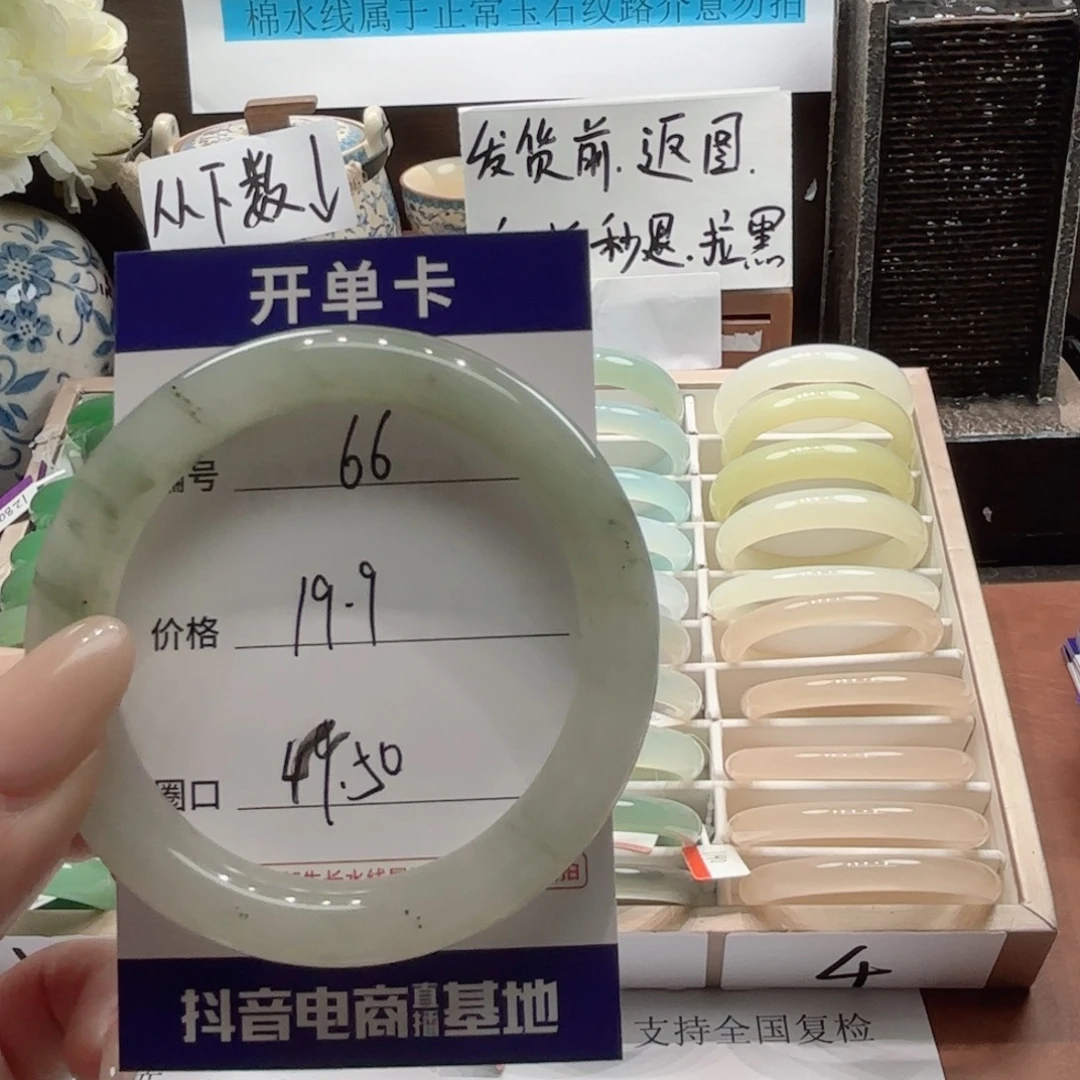 棉水线属于正常玉石纹路介意勿拍
从下数↓
发货前.返图.
秒退.拉黑
开单卡
编号 66
价格 19.9
圈口 49.50
抖音电商直播基地
4
支持全国复检